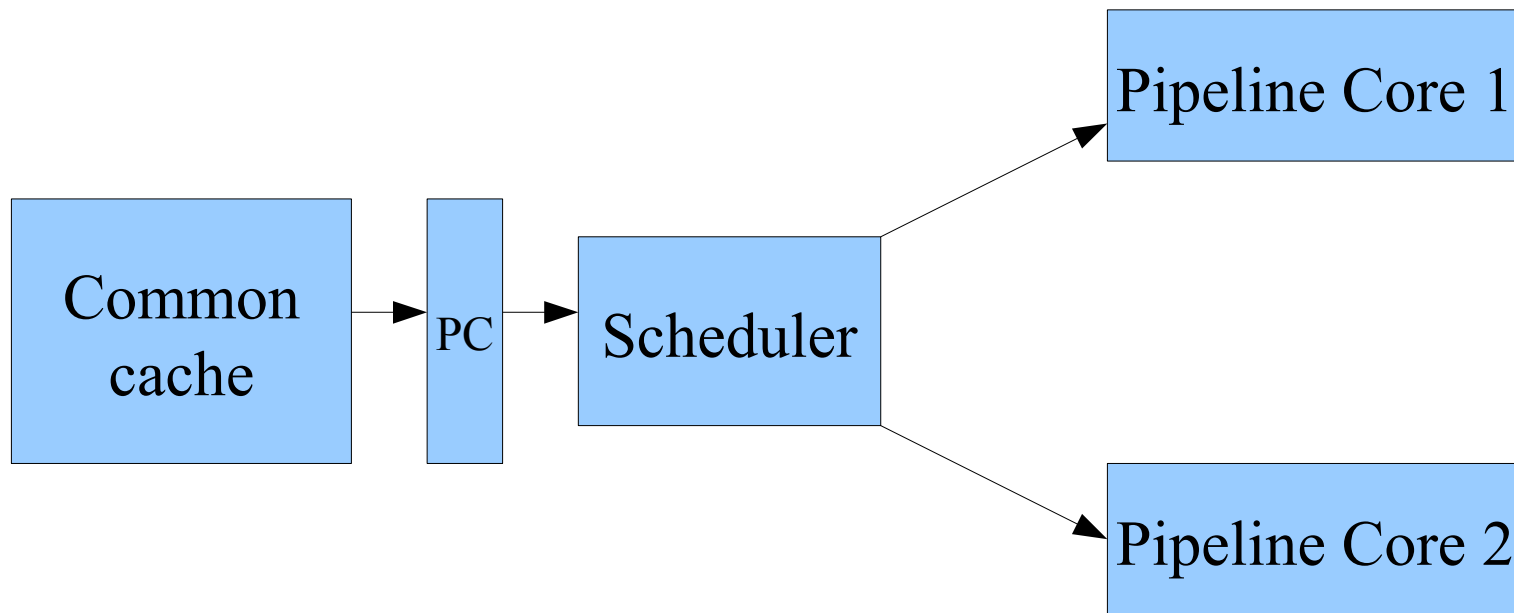 Common
cache
PC
Scheduler
Pipeline Core 1
Pipeline Core 2